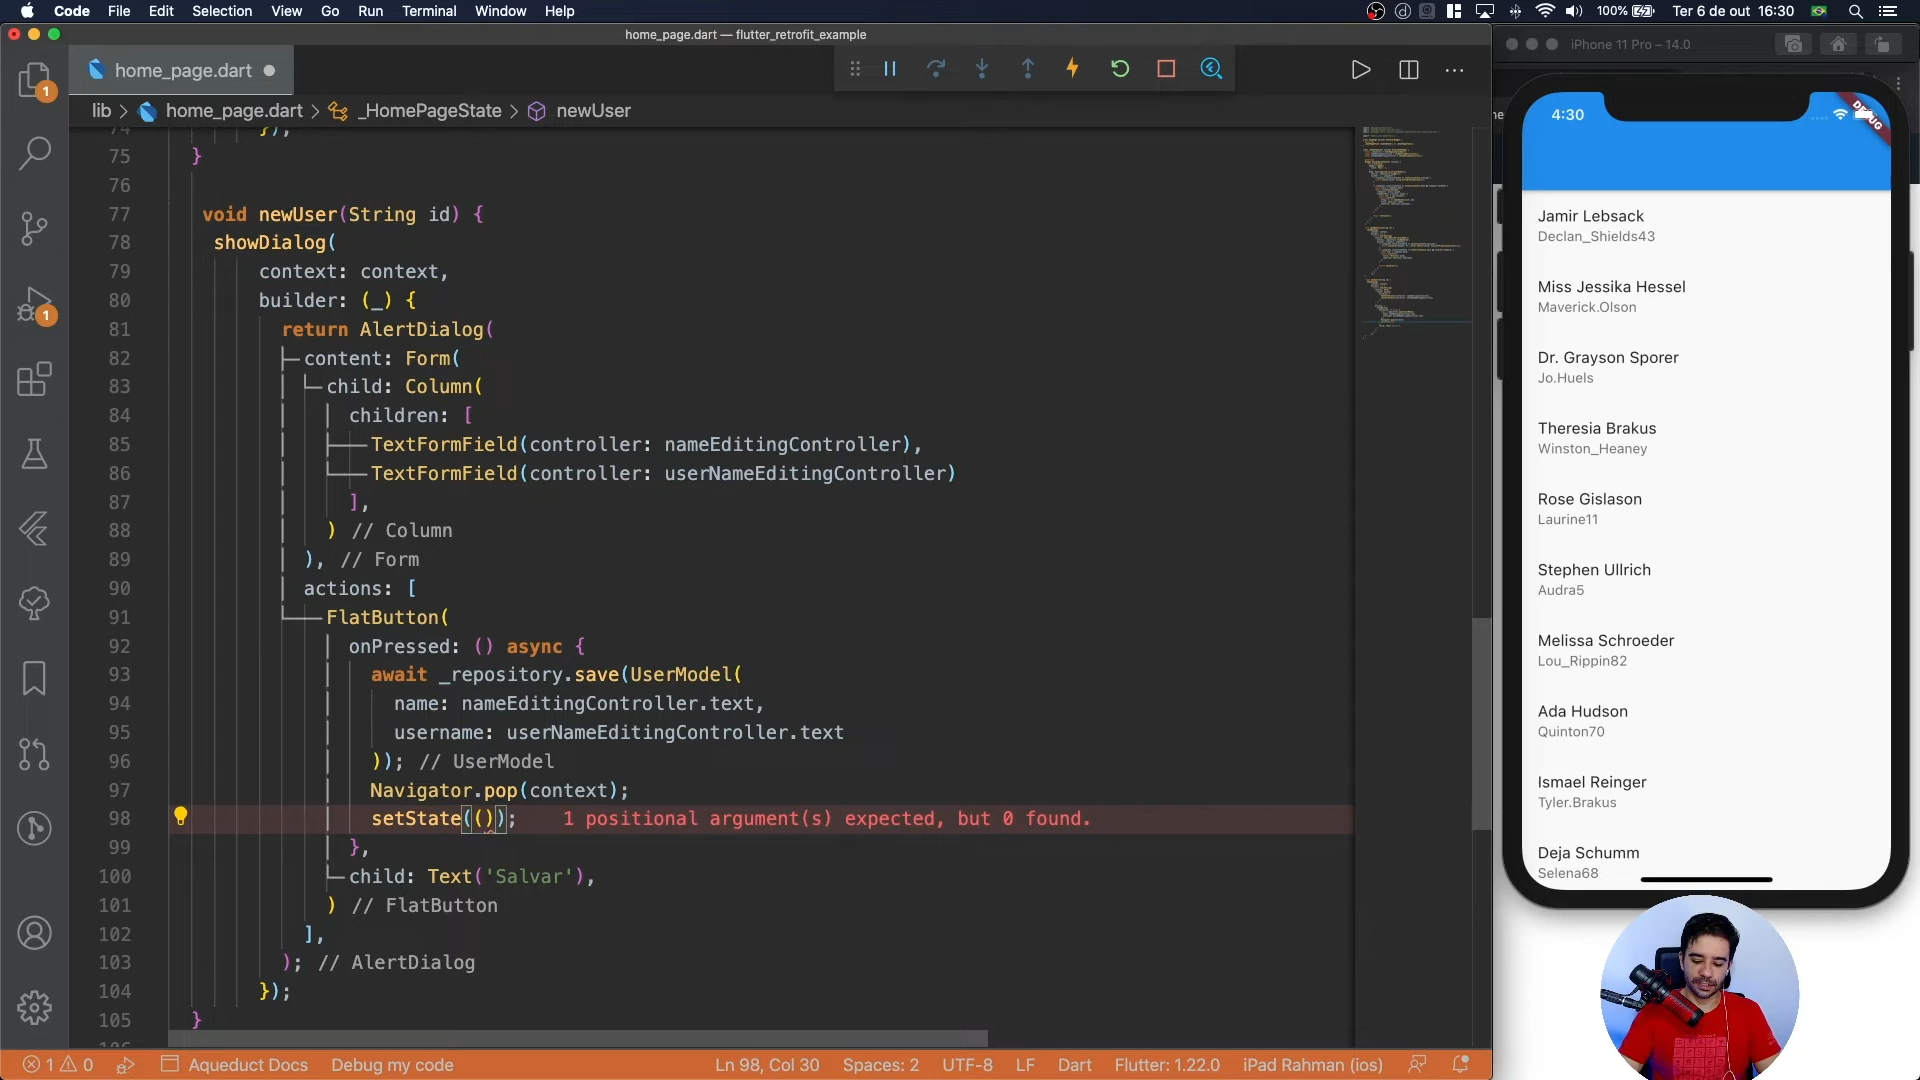 Code File Edit Selection View Go Run Terminal Window Help 100% Ter 6 de out 16:30
home_page.dart — flutter_retrofit_example
iPhone 11 Pro – 14.0
home_page.dart
lib > home_page.dart > _HomePageState > newUser
74 });
75 }
76
77 void newUser(String id) {
78 showDialog(
79 context: context,
80 builder: (_) {
81 return AlertDialog(
82 content: Form(
83 child: Column(
84 children: [
85 TextFormField(controller: nameEditingController),
86 TextFormField(controller: userNameEditingController)
87 ],
88 ) // Column
89 ), // Form
90 actions: [
91 FlatButton(
92 onPressed: () async {
93 await _repository.save(UserModel(
94 name: nameEditingController.text,
95 username: userNameEditingController.text
96 )); // UserModel
97 Navigator.pop(context);
98 setState(()); 1 positional argument(s) expected, but 0 found.
99 },
100 child: Text('Salvar'),
101 ) // FlatButton
102 ],
103 ); // AlertDialog
104 });
105 }
1
1
1 0 Aqueduct Docs Debug my code Ln 98, Col 30 Spaces: 2 UTF-8 LF Dart Flutter: 1.22.0 iPad Rahman (ios)
4:30
DEBUG
Jamir Lebsack
Declan_Shields43
Miss Jessika Hessel
Maverick.Olson
Dr. Grayson Sporer
Jo.Huels
Theresia Brakus
Winston_Heaney
Rose Gislason
Laurine11
Stephen Ullrich
Audra5
Melissa Schroeder
Lou_Rippin82
Ada Hudson
Quinton70
Ismael Reinger
Tyler.Brakus
Deja Schumm
Selena68